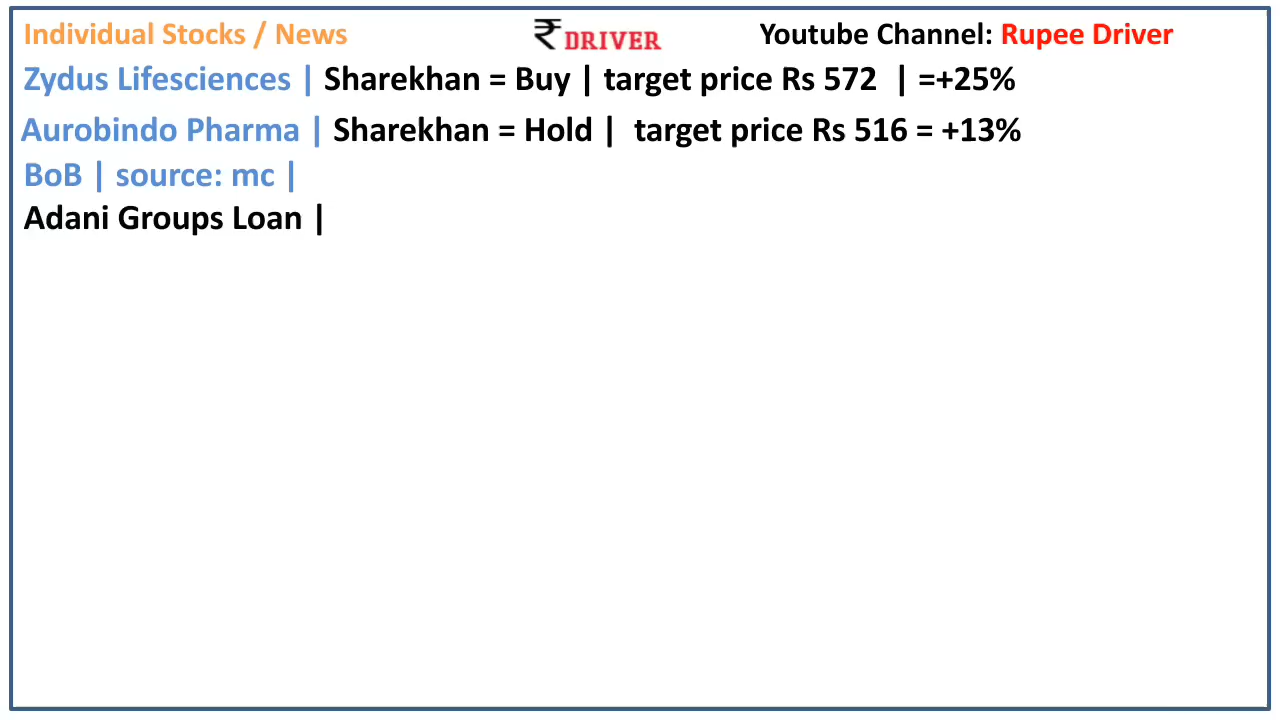 Individual Stocks / News ₹ DRIVER Youtube Channel: Rupee Driver
Zydus Lifesciences | Sharekhan = Buy | target price Rs 572 | =+25%
Aurobindo Pharma | Sharekhan = Hold | target price Rs 516 = +13%
BoB | source: mc |
Adani Groups Loan |